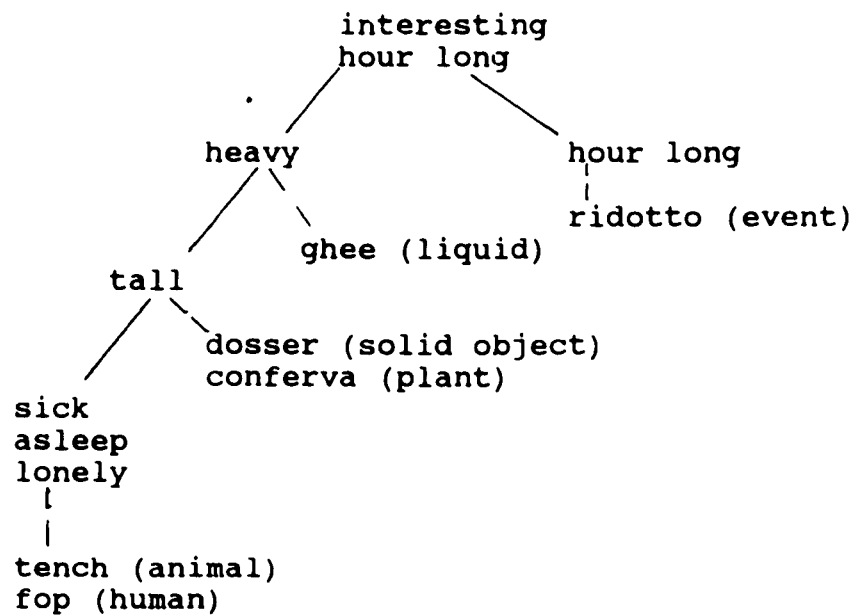 interesting
hour long
heavy
hour long
ridotto (event)
ghee (liquid)
tall
dosser (solid object)
conferva (plant)
sick
asleep
lonely
tench (animal)
fop (human)